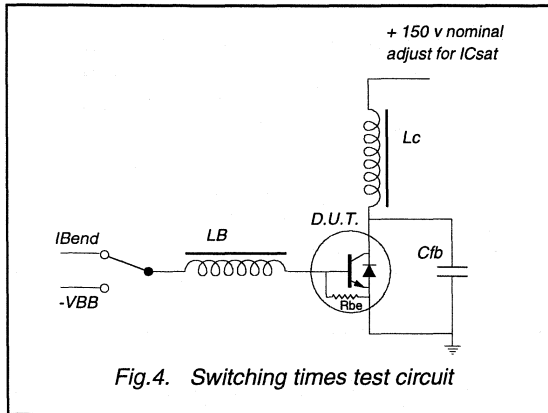 + 150 v nominal
adjust for ICsat
Lc
D.U.T.
LB
IBend
Cfb
-VBB
Rbe
Fig.4. Switching times test circuit